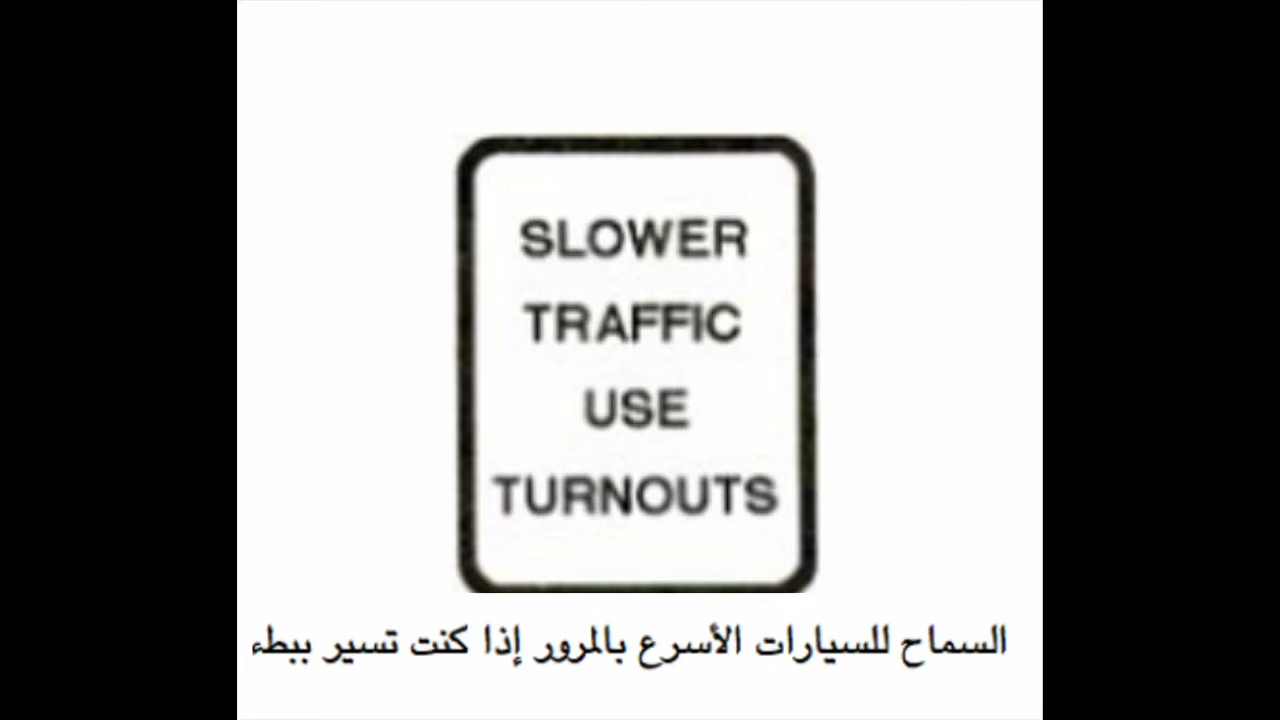 SLOWER
TRAFFIC
USE
TURNOUTS
السماح للسيارات الأسرع بالمرور إذا كنت تسير ببطء